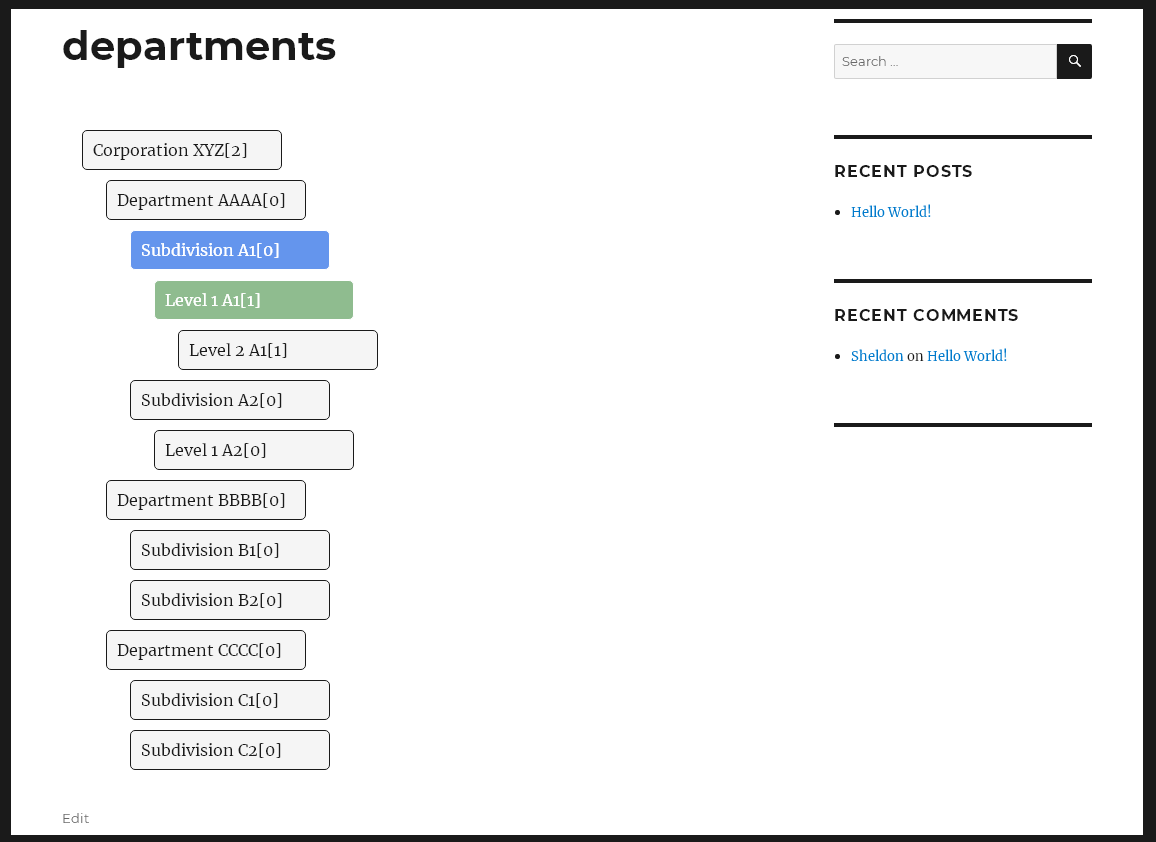 departments
Corporation XYZ[2]
Department AAAA[0]
Subdivision A1[0]
Level 1 A1[1]
Level 2 A1[1]
Subdivision A2[0]
Level 1 A2[0]
Department BBBB[0]
Subdivision B1[0]
Subdivision B2[0]
Department CCCC[0]
Subdivision C1[0]
Subdivision C2[0]
Edit
Search …
RECENT POSTS
Hello World!
RECENT COMMENTS
Sheldon on Hello World!